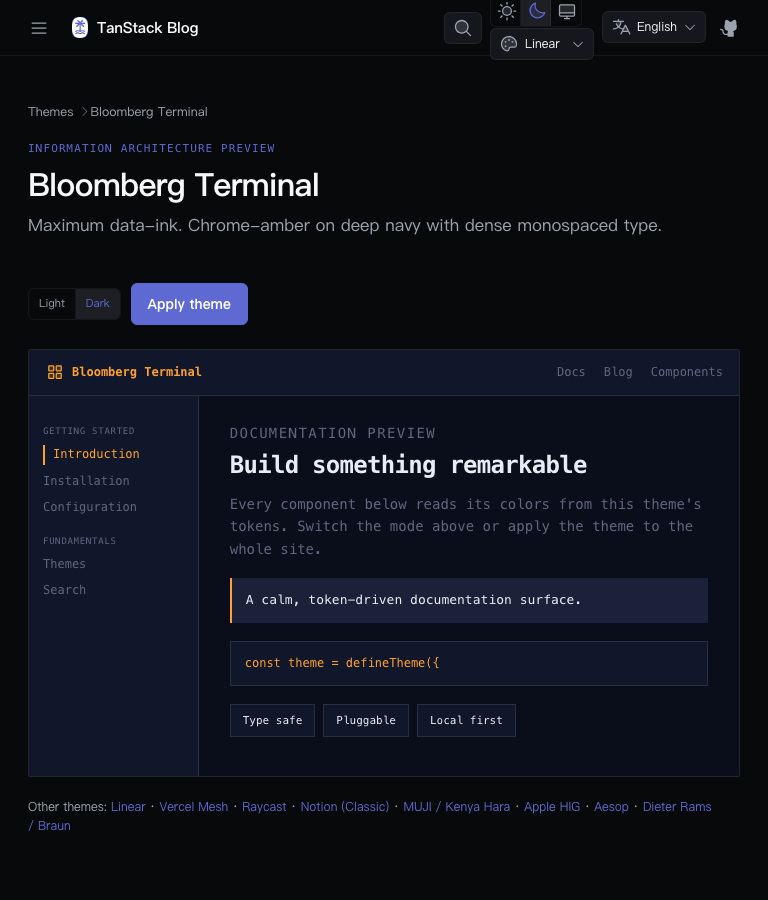 TanStack Blog
Linear
English
Themes
Bloomberg Terminal
INFORMATION ARCHITECTURE PREVIEW
Bloomberg Terminal
Maximum data-ink. Chrome-amber on deep navy with dense monospaced type.
Light
Dark
Apply theme
Bloomberg Terminal
Docs
Blog
Components
GETTING STARTED
Introduction
Installation
Configuration
FUNDAMENTALS
Themes
Search
DOCUMENTATION PREVIEW
Build something remarkable
Every component below reads its colors from this theme's
tokens. Switch the mode above or apply the theme to the
whole site.
A calm, token-driven documentation surface.
const theme = defineTheme({
Type safe
Pluggable
Local first
Other themes: Linear · Vercel Mesh · Raycast · Notion (Classic) · MUJI / Kenya Hara · Apple HIG · Aesop · Dieter Rams
/ Braun